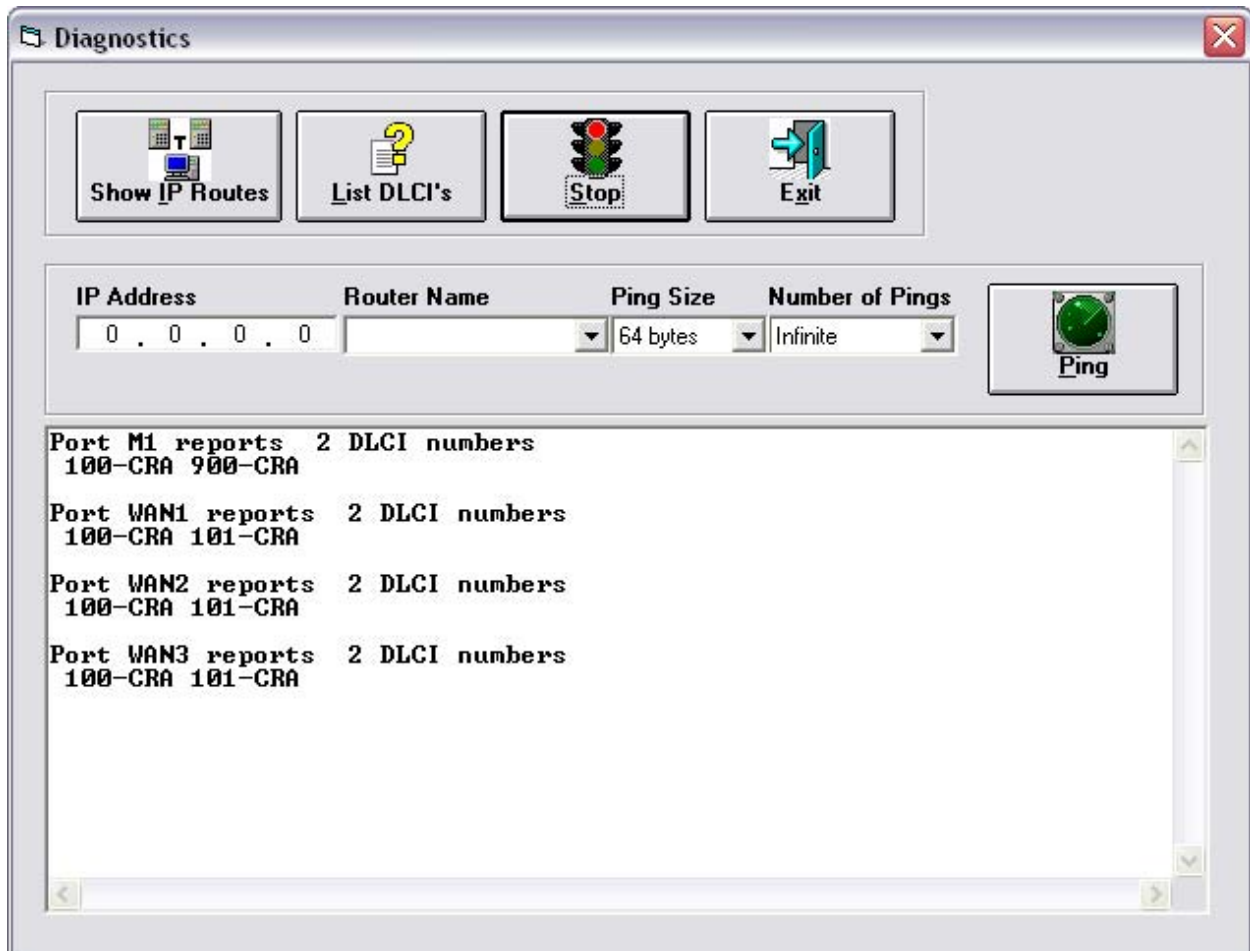 Diagnostics
Show IP Routes
List DLCI's
Stop
Exit
IP Address
Router Name
Ping Size
Number of Pings
0 . 0 . 0 . 0
64 bytes
Infinite
Ping
Port M1 reports  2 DLCI numbers
100-CRA 900-CRA
Port WAN1 reports  2 DLCI numbers
100-CRA 101-CRA
Port WAN2 reports  2 DLCI numbers
100-CRA 101-CRA
Port WAN3 reports  2 DLCI numbers
100-CRA 101-CRA